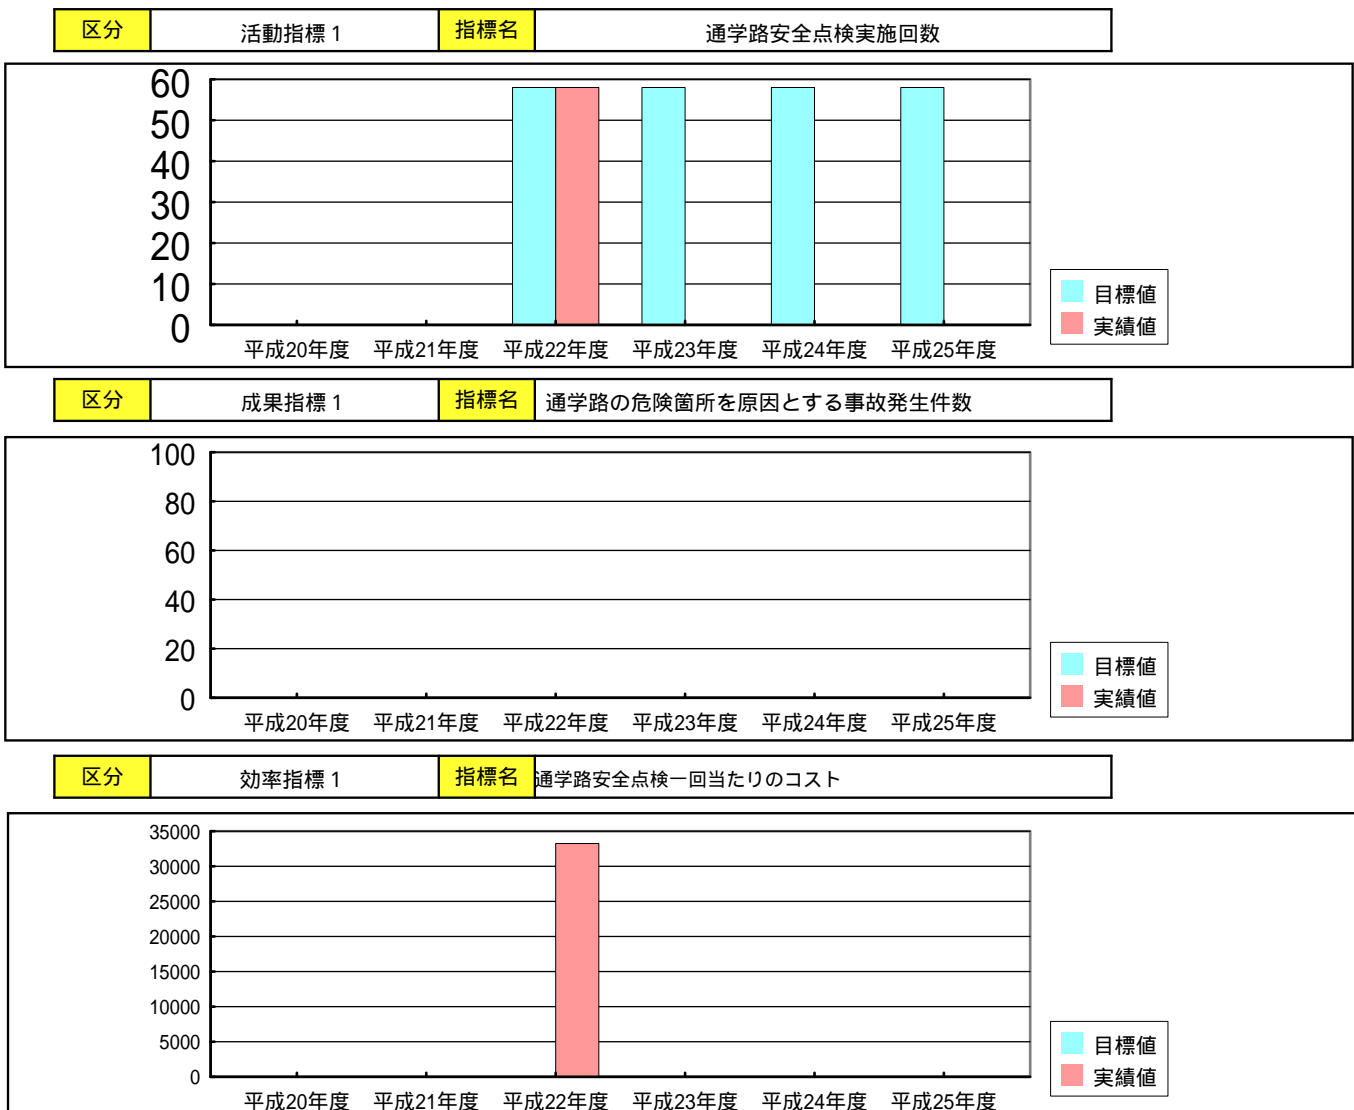 区分 活動指標1 指標名 通学路安全点検実施回数
60
50
40
30
20
10
0
平成20年度 平成21年度 平成22年度 平成23年度 平成24年度 平成25年度
目標値
実績値
区分 成果指標1 指標名 通学路の危険箇所を原因とする事故発生件数
100
80
60
40
20
0
平成20年度 平成21年度 平成22年度 平成23年度 平成24年度 平成25年度
目標値
実績値
区分 効率指標1 指標名 通学路安全点検一回当たりのコスト
35000
30000
25000
20000
15000
10000
5000
0
平成20年度 平成21年度 平成22年度 平成23年度 平成24年度 平成25年度
目標値
実績値